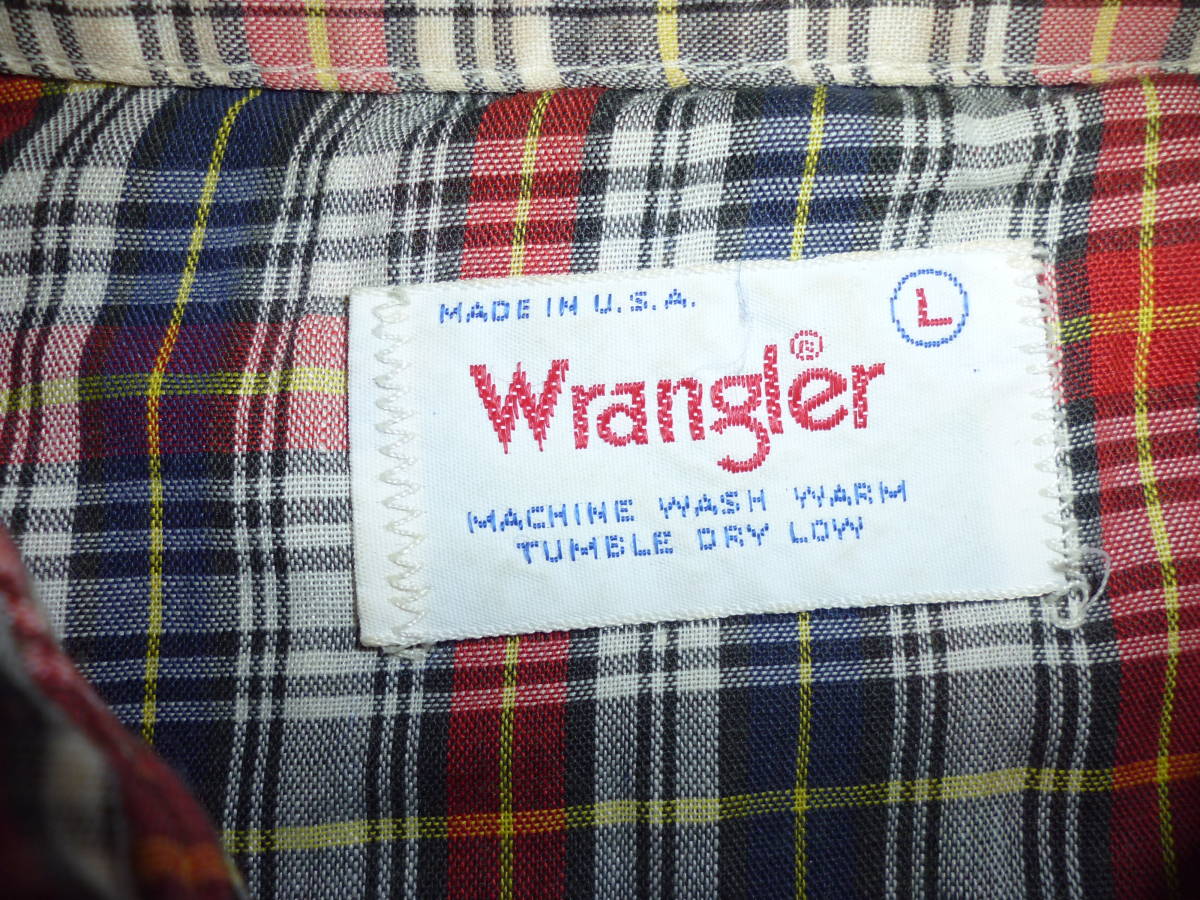 MADE IN U.S.A.
L
Wrangler®
MACHINE WASH WARM
TUMBLE DRY LOW